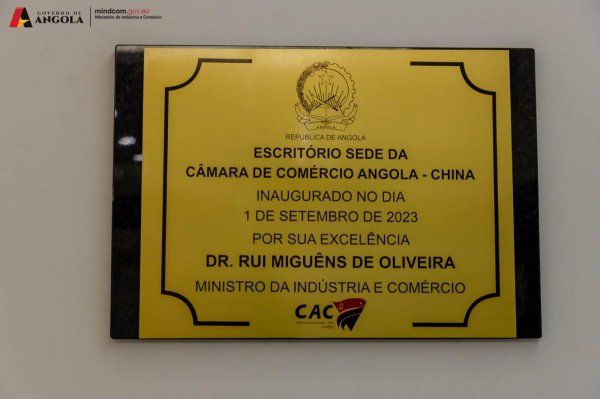 GOVERNO DE
ANGOLA
mindcom.gov.ao
Ministério da Indústria e Comércio
ANGOLA
REPÚBLICA DE ANGOLA
ESCRITÓRIO SEDE DA
CÂMARA DE COMÉRCIO ANGOLA - CHINA
INAUGURADO NO DIA
1 DE SETEMBRO DE 2023
POR SUA EXCELÊNCIA
DR. RUI MIGUÊNS DE OLIVEIRA
MINISTRO DA INDÚSTRIA E COMÉRCIO
CAC